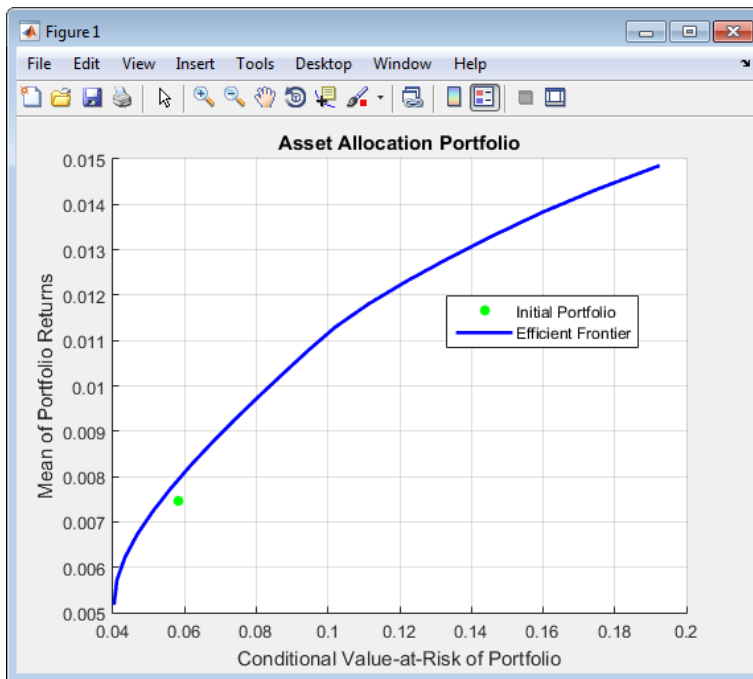 Figure 1
File Edit View Insert Tools Desktop Window Help
Asset Allocation Portfolio
0.015
0.014
0.013
0.012
0.011
0.01
0.009
0.008
0.007
0.006
0.005
Mean of Portfolio Returns
Initial Portfolio
Efficient Frontier
0.04 0.06 0.08 0.1 0.12 0.14 0.16 0.18 0.2
Conditional Value-at-Risk of Portfolio